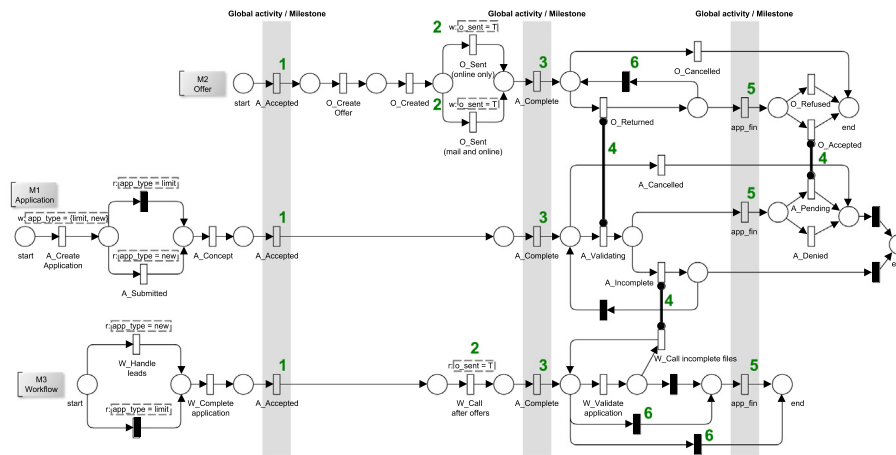 Global activity / Milestone
Global activity / Milestone
Global activity / Milestone
2
w: o_sent = T
M2
Offer
1
O_Sent
(online only)
3
6
O_Cancelled
start
A_Accepted
O_Create
Offer
O_Created
2
w: o_sent = T
A_Complete
O_Returned
5
app_fin
O_Refused
end
O_Sent
(mail and online)
O_Accepted
4
4
M1
Application
r: app_type = limit
A_Cancelled
w: app_type = {limit, new}
1
3
5
A_Pending
app_fin
start
A_Create
Application
r: app_type = new
A_Concept
A_Accepted
A_Complete
A_Validating
A_Denied
A_Submitted
A_Incomplete
4
r: app_type = new
M3
Workflow
W_Handle
leads
1
2
r: o_sent = T
3
W_Call incomplete files
5
start
W_Complete
application
A_Accepted
W_Call
after offers
A_Complete
W_Validate
application
app_fin
end
r: app_type = limit
6
6